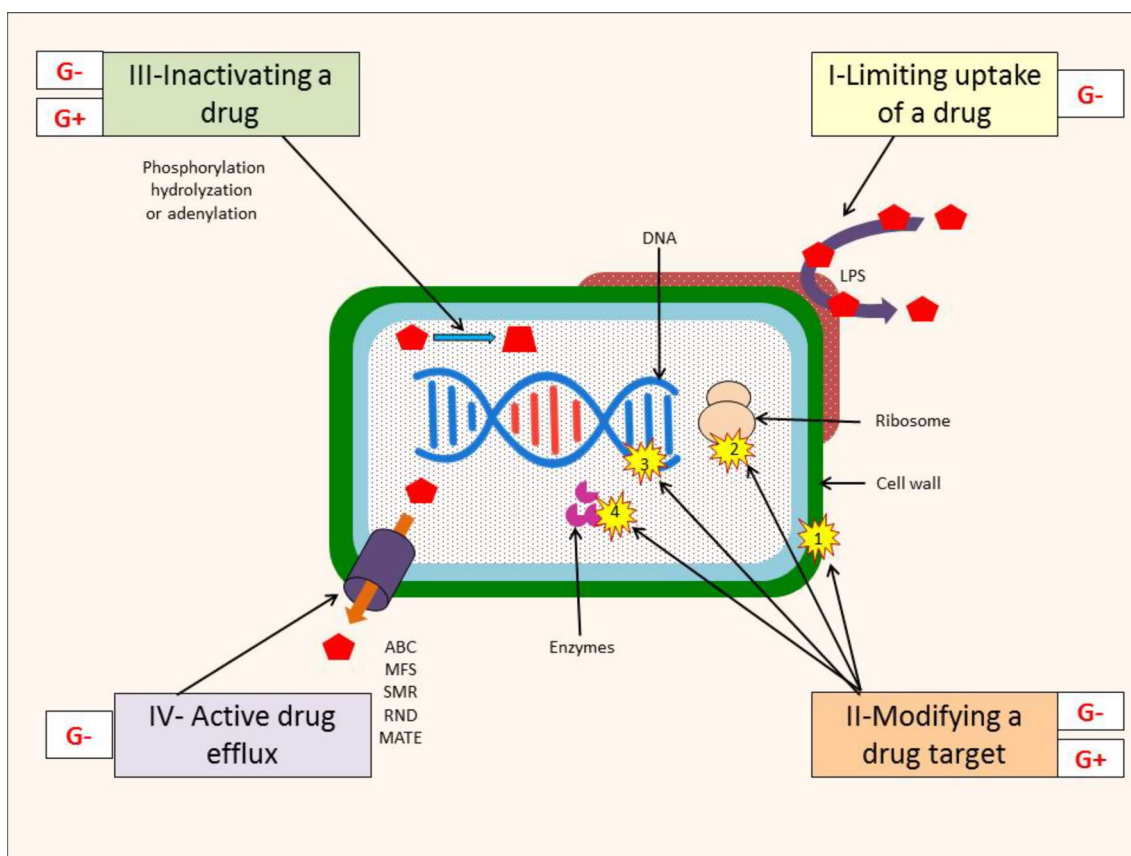 G-
G+
III-Inactivating a
drug
Phosphorylation
hydrolyzation
or adenylation
I-Limiting uptake
of a drug
G-
DNA
LPS
Ribosome
Cell wall
3
2
4
1
Enzymes
ABC
MFS
SMR
RND
MATE
G-
IV- Active drug
efflux
II-Modifying a
drug target
G-
G+